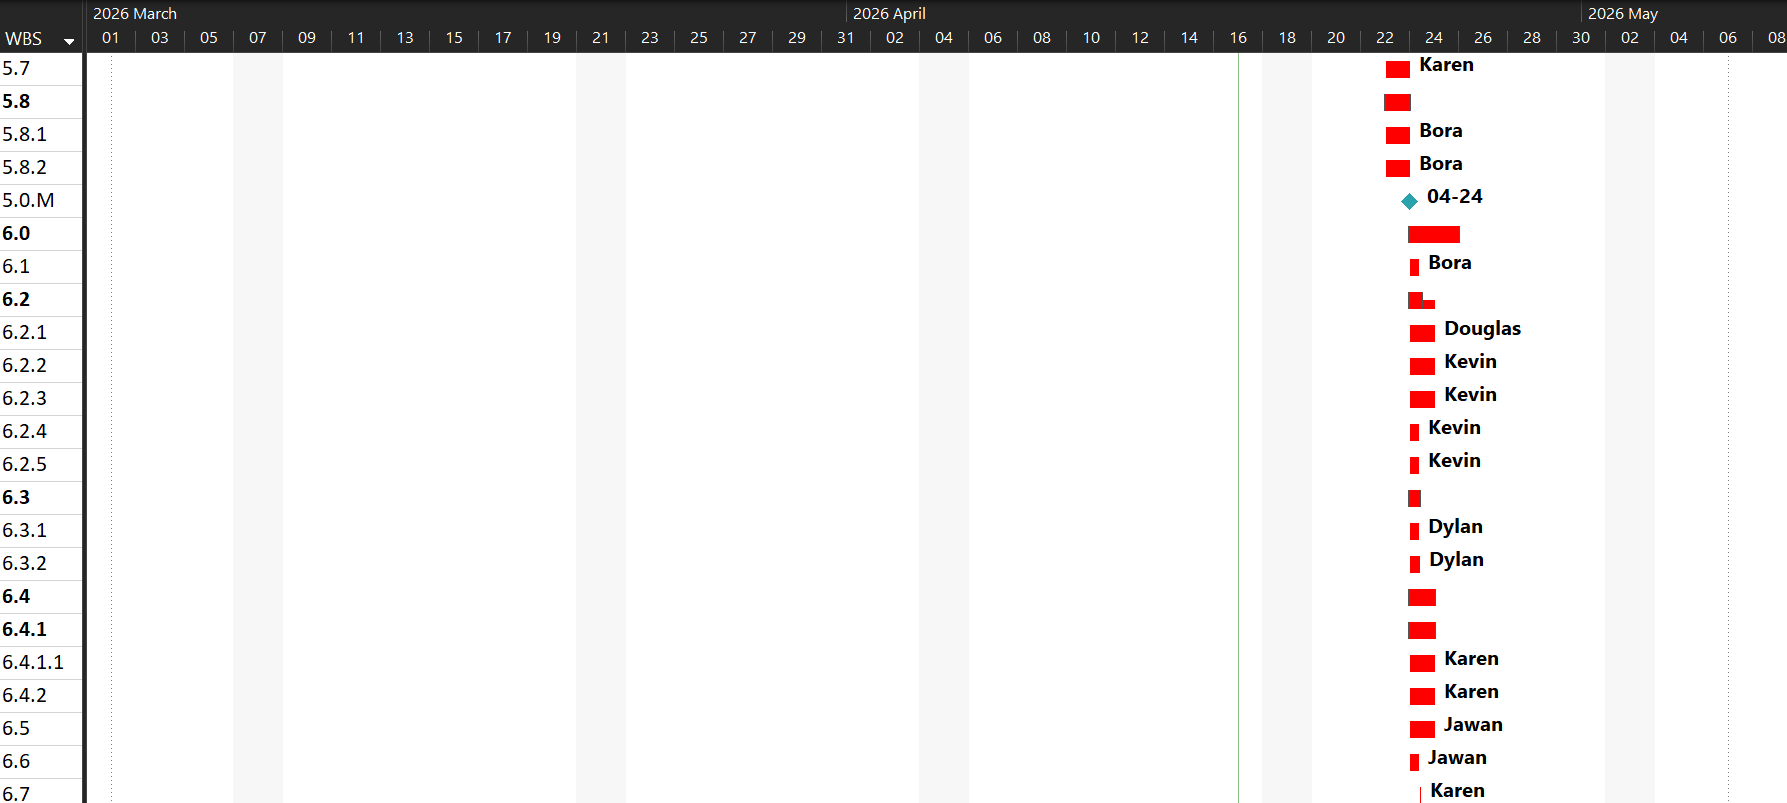 2026 March 2026 April 2026 May
WBS 01 03 05 07 09 11 13 15 17 19 21 23 25 27 29 31 02 04 06 08 10 12 14 16 18 20 22 24 26 28 30 02 04 06 08
5.7 Karen
5.8
5.8.1 Bora
5.8.2 Bora
5.0.M 04-24
6.0
6.1 Bora
6.2
6.2.1 Douglas
6.2.2 Kevin
6.2.3 Kevin
6.2.4 Kevin
6.2.5 Kevin
6.3
6.3.1 Dylan
6.3.2 Dylan
6.4
6.4.1
6.4.1.1 Karen
6.4.2 Karen
6.5 Jawan
6.6 Jawan
6.7 Karen